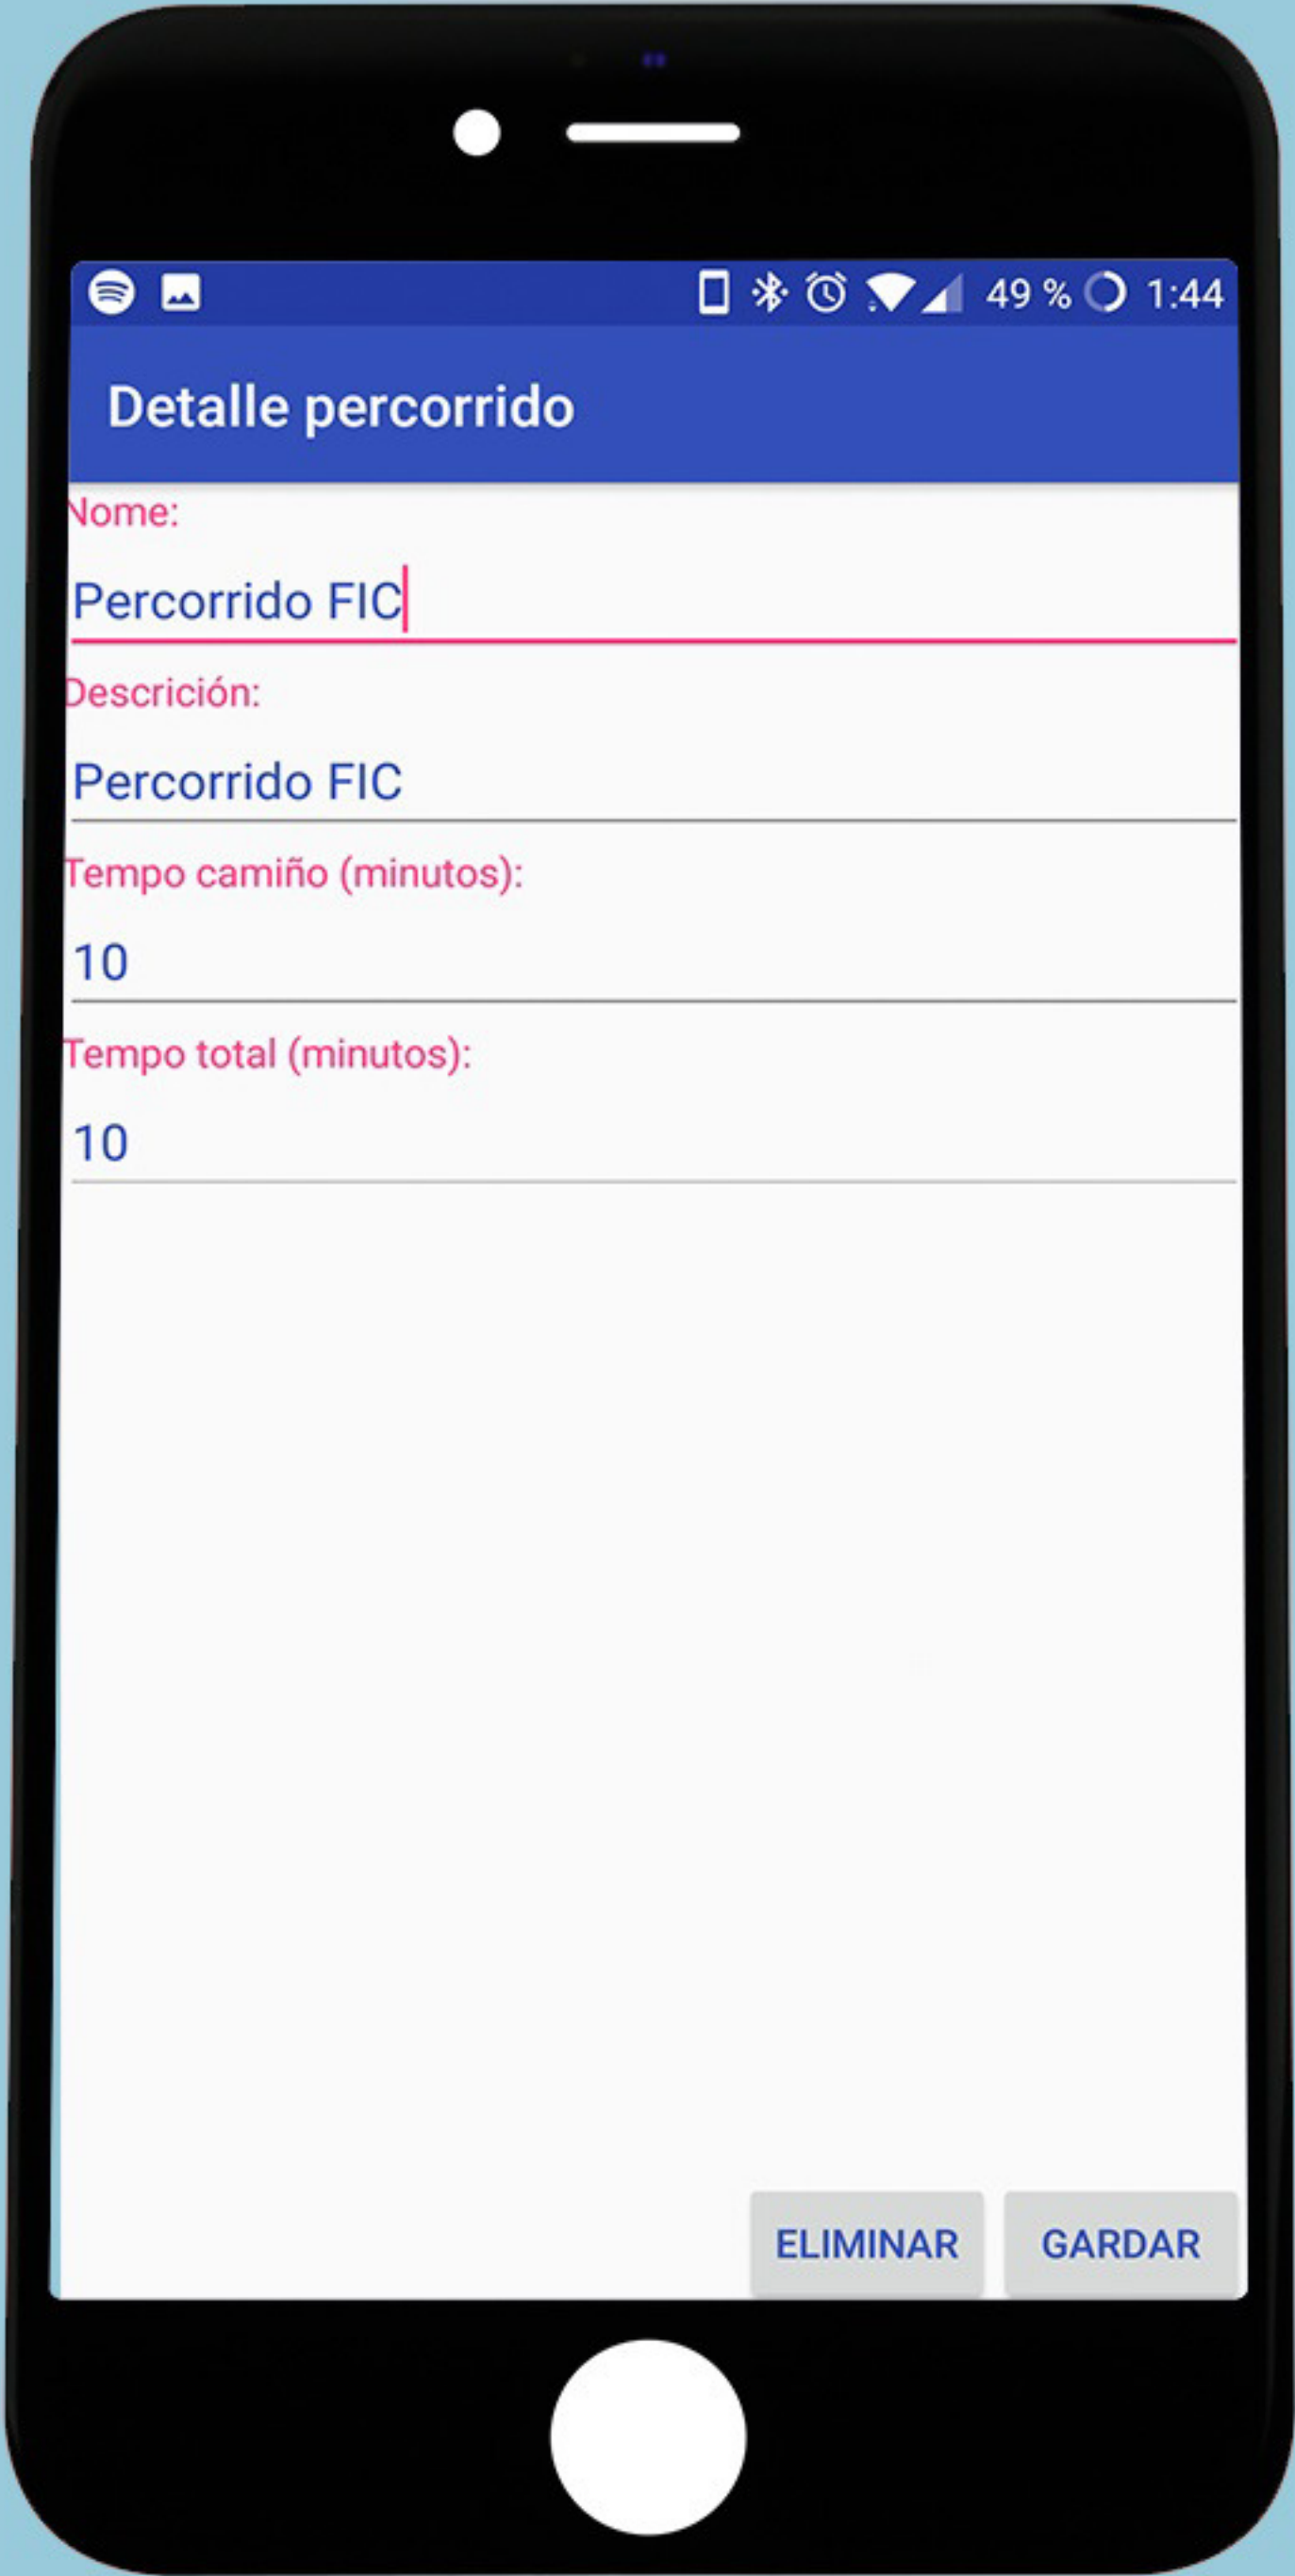 49 % 1:44
Detalle percorrido
Nome:
Percorrido FIC
Descrición:
Percorrido FIC
Tempo camiño (minutos):
10
Tempo total (minutos):
10
ELIMINAR GARDAR